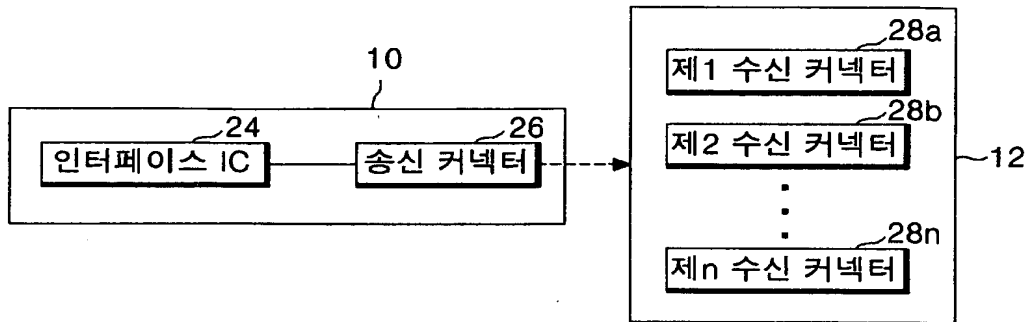 10
24
인터페이스 IC
26
송신 커넥터
28a
제1 수신 커넥터
28b
제2 수신 커넥터
28n
제n 수신 커넥터
12